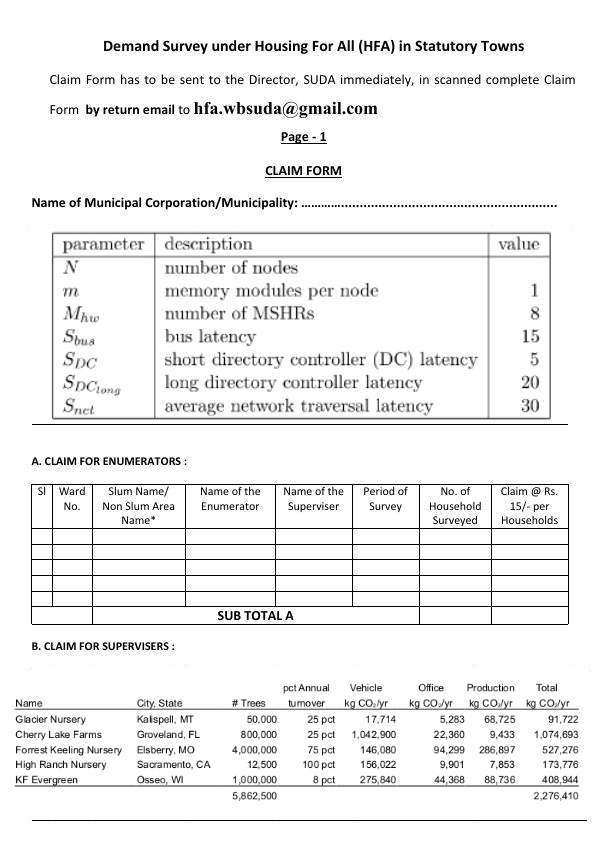 Demand Survey under Housing For All (HFA) in Statutory Towns
Claim Form has to be sent to the Director, SUDA immediately, in scanned complete Claim
Form by return email to hfa.wbsuda@gmail.com
Page - 1
CLAIM FORM
Name of Municipal Corporation/Municipality: ……………..................................................................
parameter description value
N number of nodes
m memory modules per node 1
M_hw number of MSHRs 8
S_bus bus latency 15
S_DC short directory controller (DC) latency 5
S_DC_long long directory controller latency 20
S_net average network traversal latency 30
A. CLAIM FOR ENUMERATORS :
Sl Ward Slum Name/ Name of the Name of the Period of No. of Claim @ Rs.
No. Non Slum Area Enumerator Superviser Survey Household 15/- per
Name* Surveyed Households
SUB TOTAL A
B. CLAIM FOR SUPERVISERS :
pct Annual Vehicle Office Production Total
Name City, State # Trees turnover kg CO₂/yr kg CO₂/yr kg CO₂/yr kg CO₂/yr
Glacier Nursery Kalispell, MT 50,000 25 pct 17,714 5,283 68,725 91,722
Cherry Lake Farms Groveland, FL 800,000 25 pct 1,042,900 22,360 9,433 1,074,693
Forrest Keeling Nursery Elsberry, MO 4,000,000 75 pct 146,080 94,299 286,897 527,276
High Ranch Nursery Sacramento, CA 12,500 100 pct 156,022 9,901 7,853 173,776
KF Evergreen Osseo, WI 1,000,000 8 pct 275,840 44,368 88,736 408,944
5,862,500 2,276,410